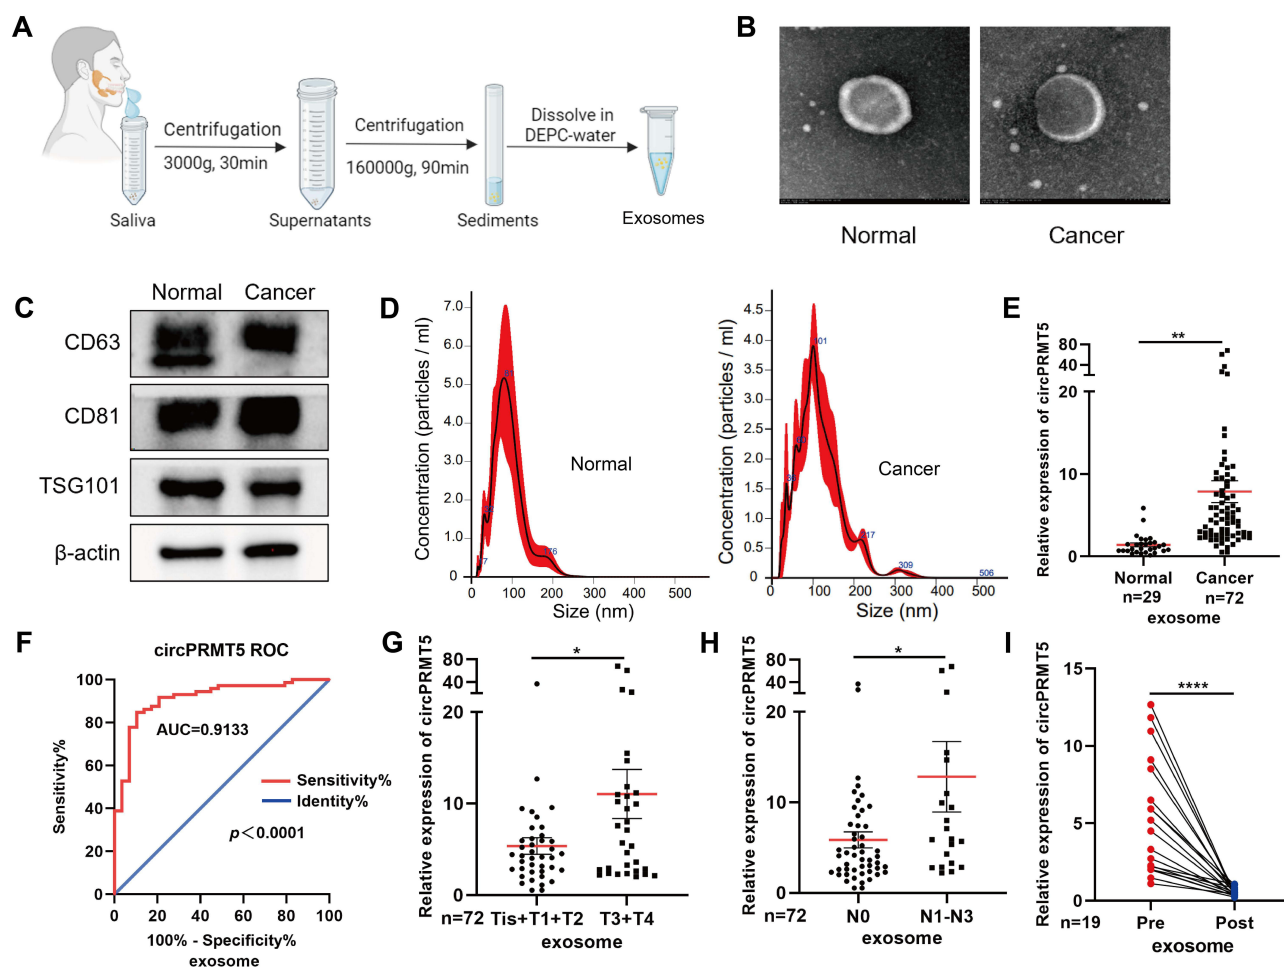 A
Centrifugation
3000g, 30min
Centrifugation
160000g, 90min
Dissolve in
DEPC-water
Saliva
Supernatants
Sediments
Exosomes
B
Normal
Cancer
C
Normal
Cancer
CD63
CD81
TSG101
β-actin
D
Concentration (particles / ml)
7.0
6.0
5.0
4.0
3.0
2.0
1.0
0
Normal
176
0
100
200
300
400
500
Size (nm)
Concentration (particles / ml)
4.5
4.0
3.5
3.0
2.5
2.0
1.5
1.0
0.5
0
Cancer
101
217
309
506
0
100
200
300
400
500
Size (nm)
E
Relative expression of circPRMT5
80
40
20
10
0
**
Normal
n=29
Cancer
n=72
exosome
F
circPRMT5 ROC
Sensitivity%
100
80
60
40
20
0
AUC=0.9133
Sensitivity%
Identity%
p<0.0001
0
20
40
60
80
100
100% - Specificity%
exosome
G
Relative expression of circPRMT5
80
40
20
10
0
*
n=72
Tis+T1+T2
T3+T4
exosome
H
Relative expression of circPRMT5
80
40
20
10
0
*
n=72
N0
N1-N3
exosome
I
Relative expression of circPRMT5
15
10
5
0
****
n=19
Pre
Post
exosome